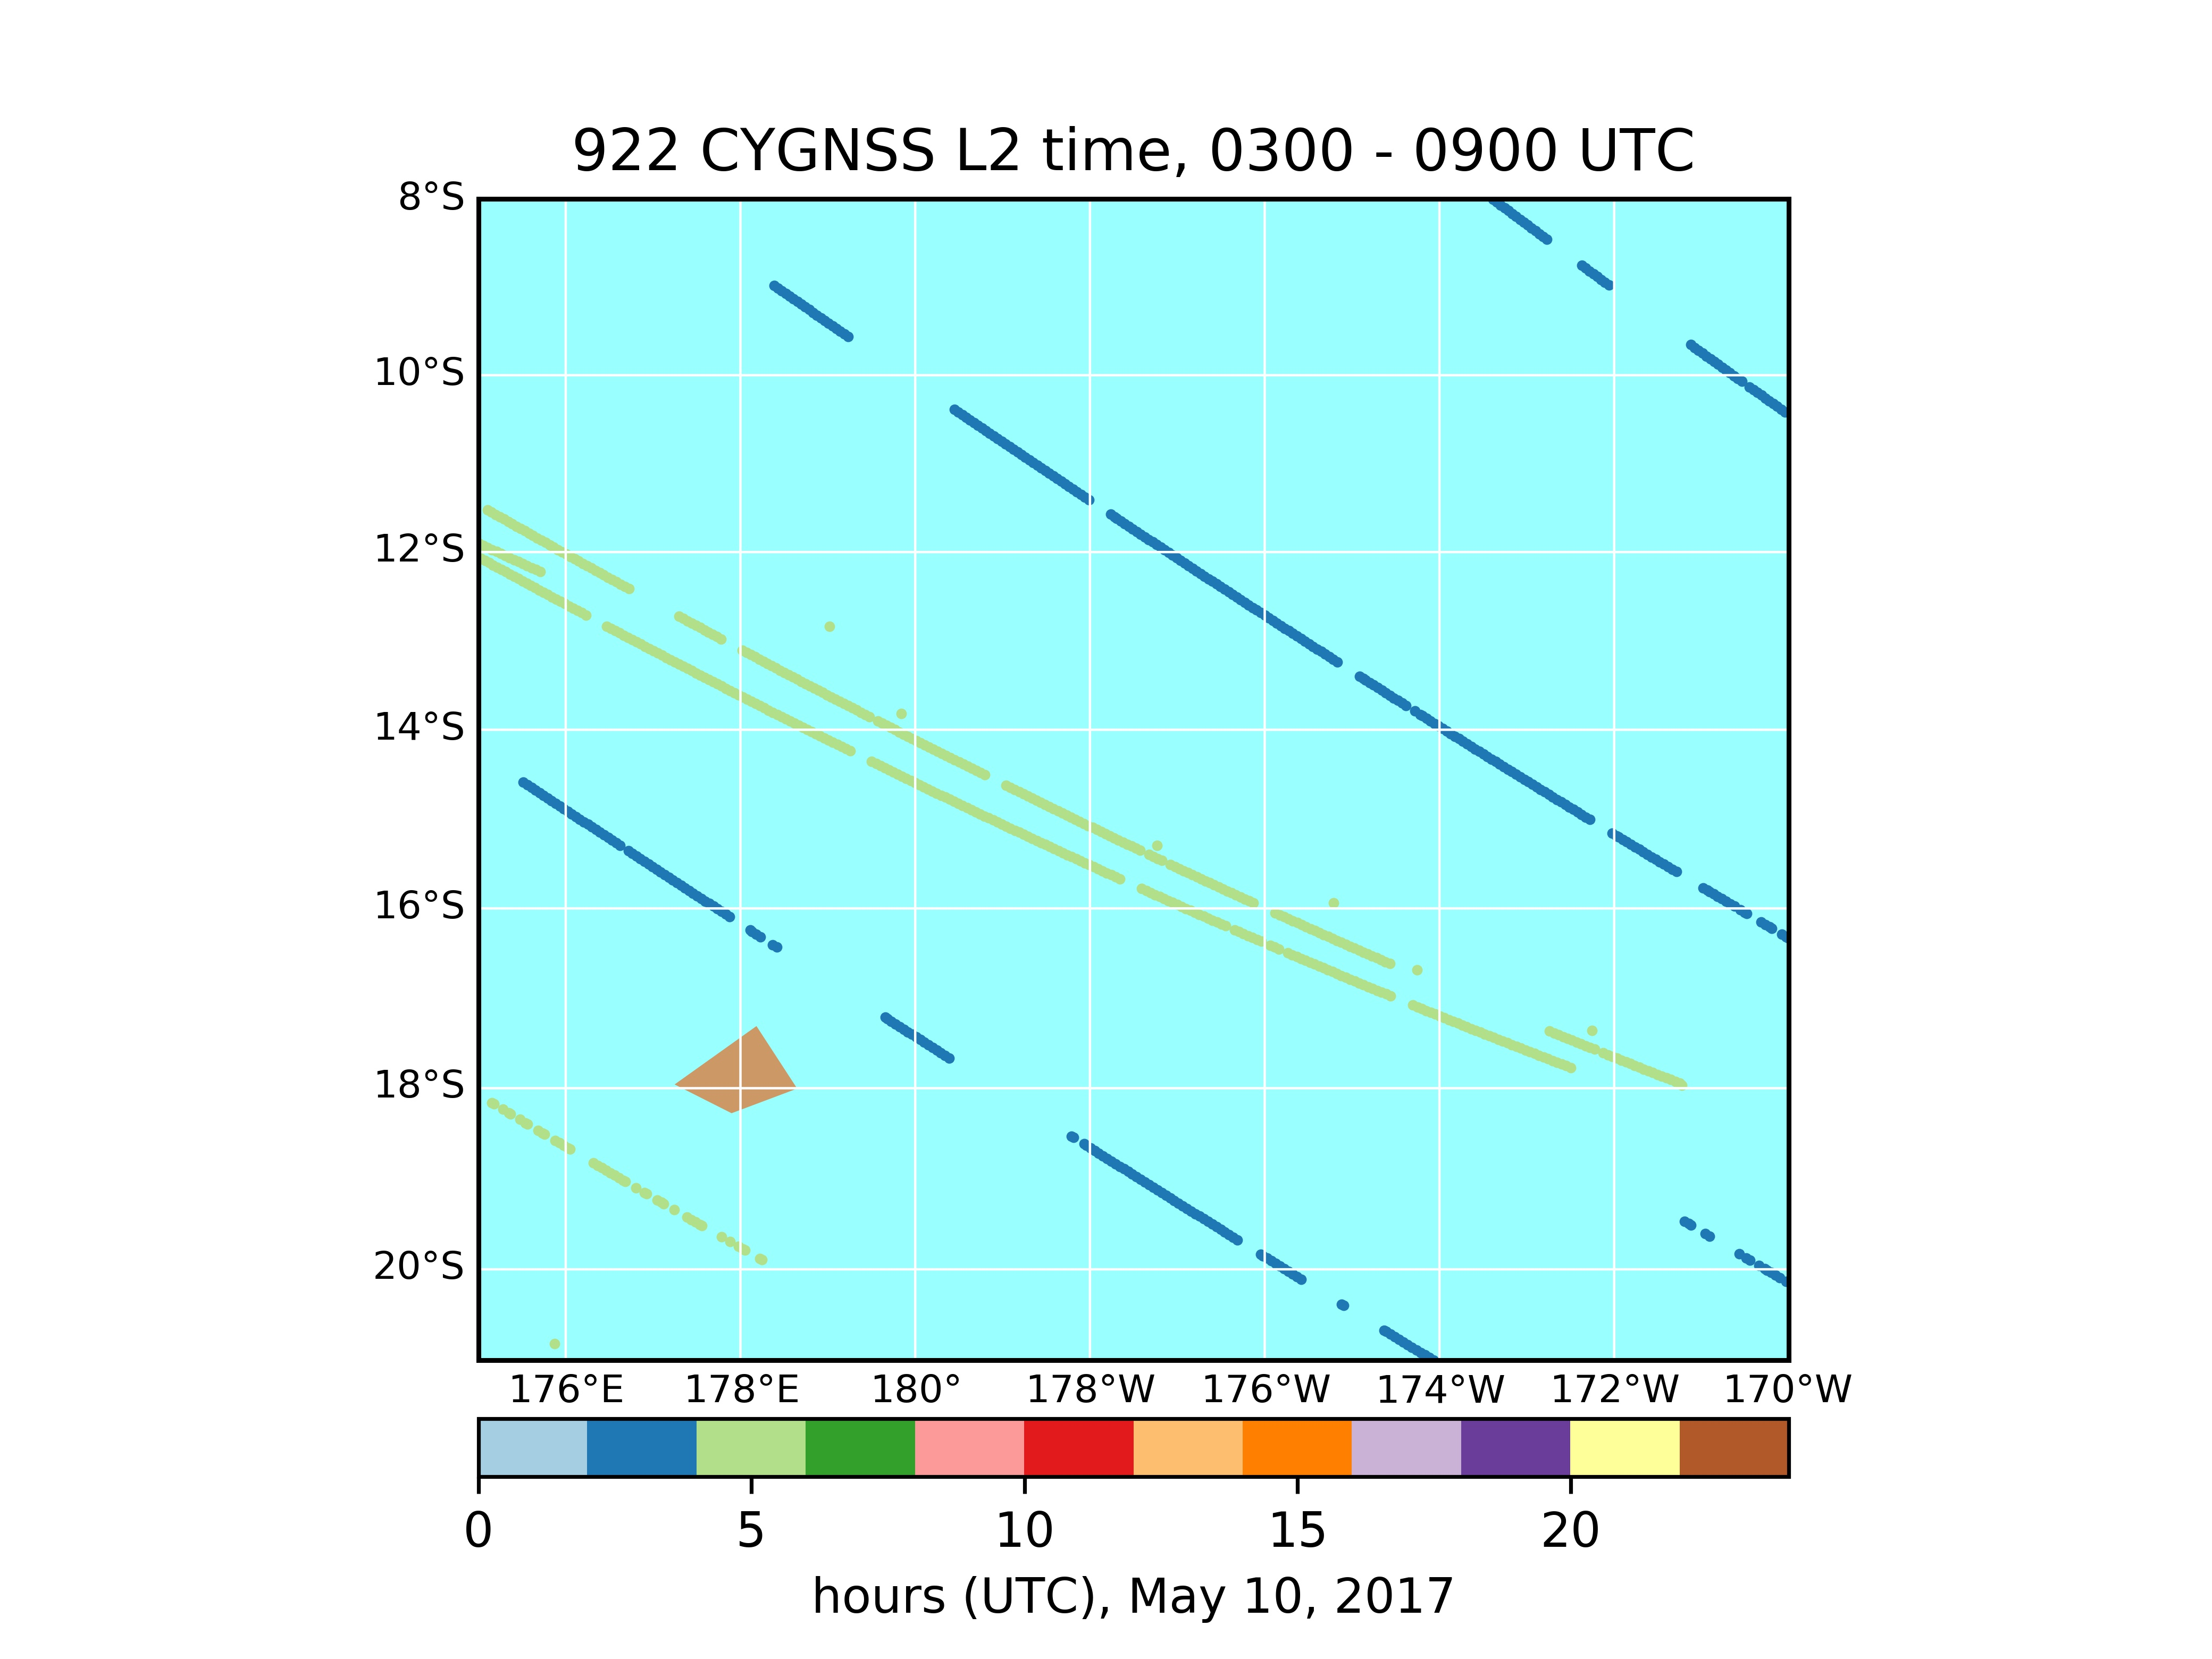 922 CYGNSS L2 time, 0300 - 0900 UTC
8°S
10°S
12°S
14°S
16°S
18°S
20°S
176°E 178°E 180° 178°W 176°W 174°W 172°W 170°W
0 5 10 15 20
hours (UTC), May 10, 2017